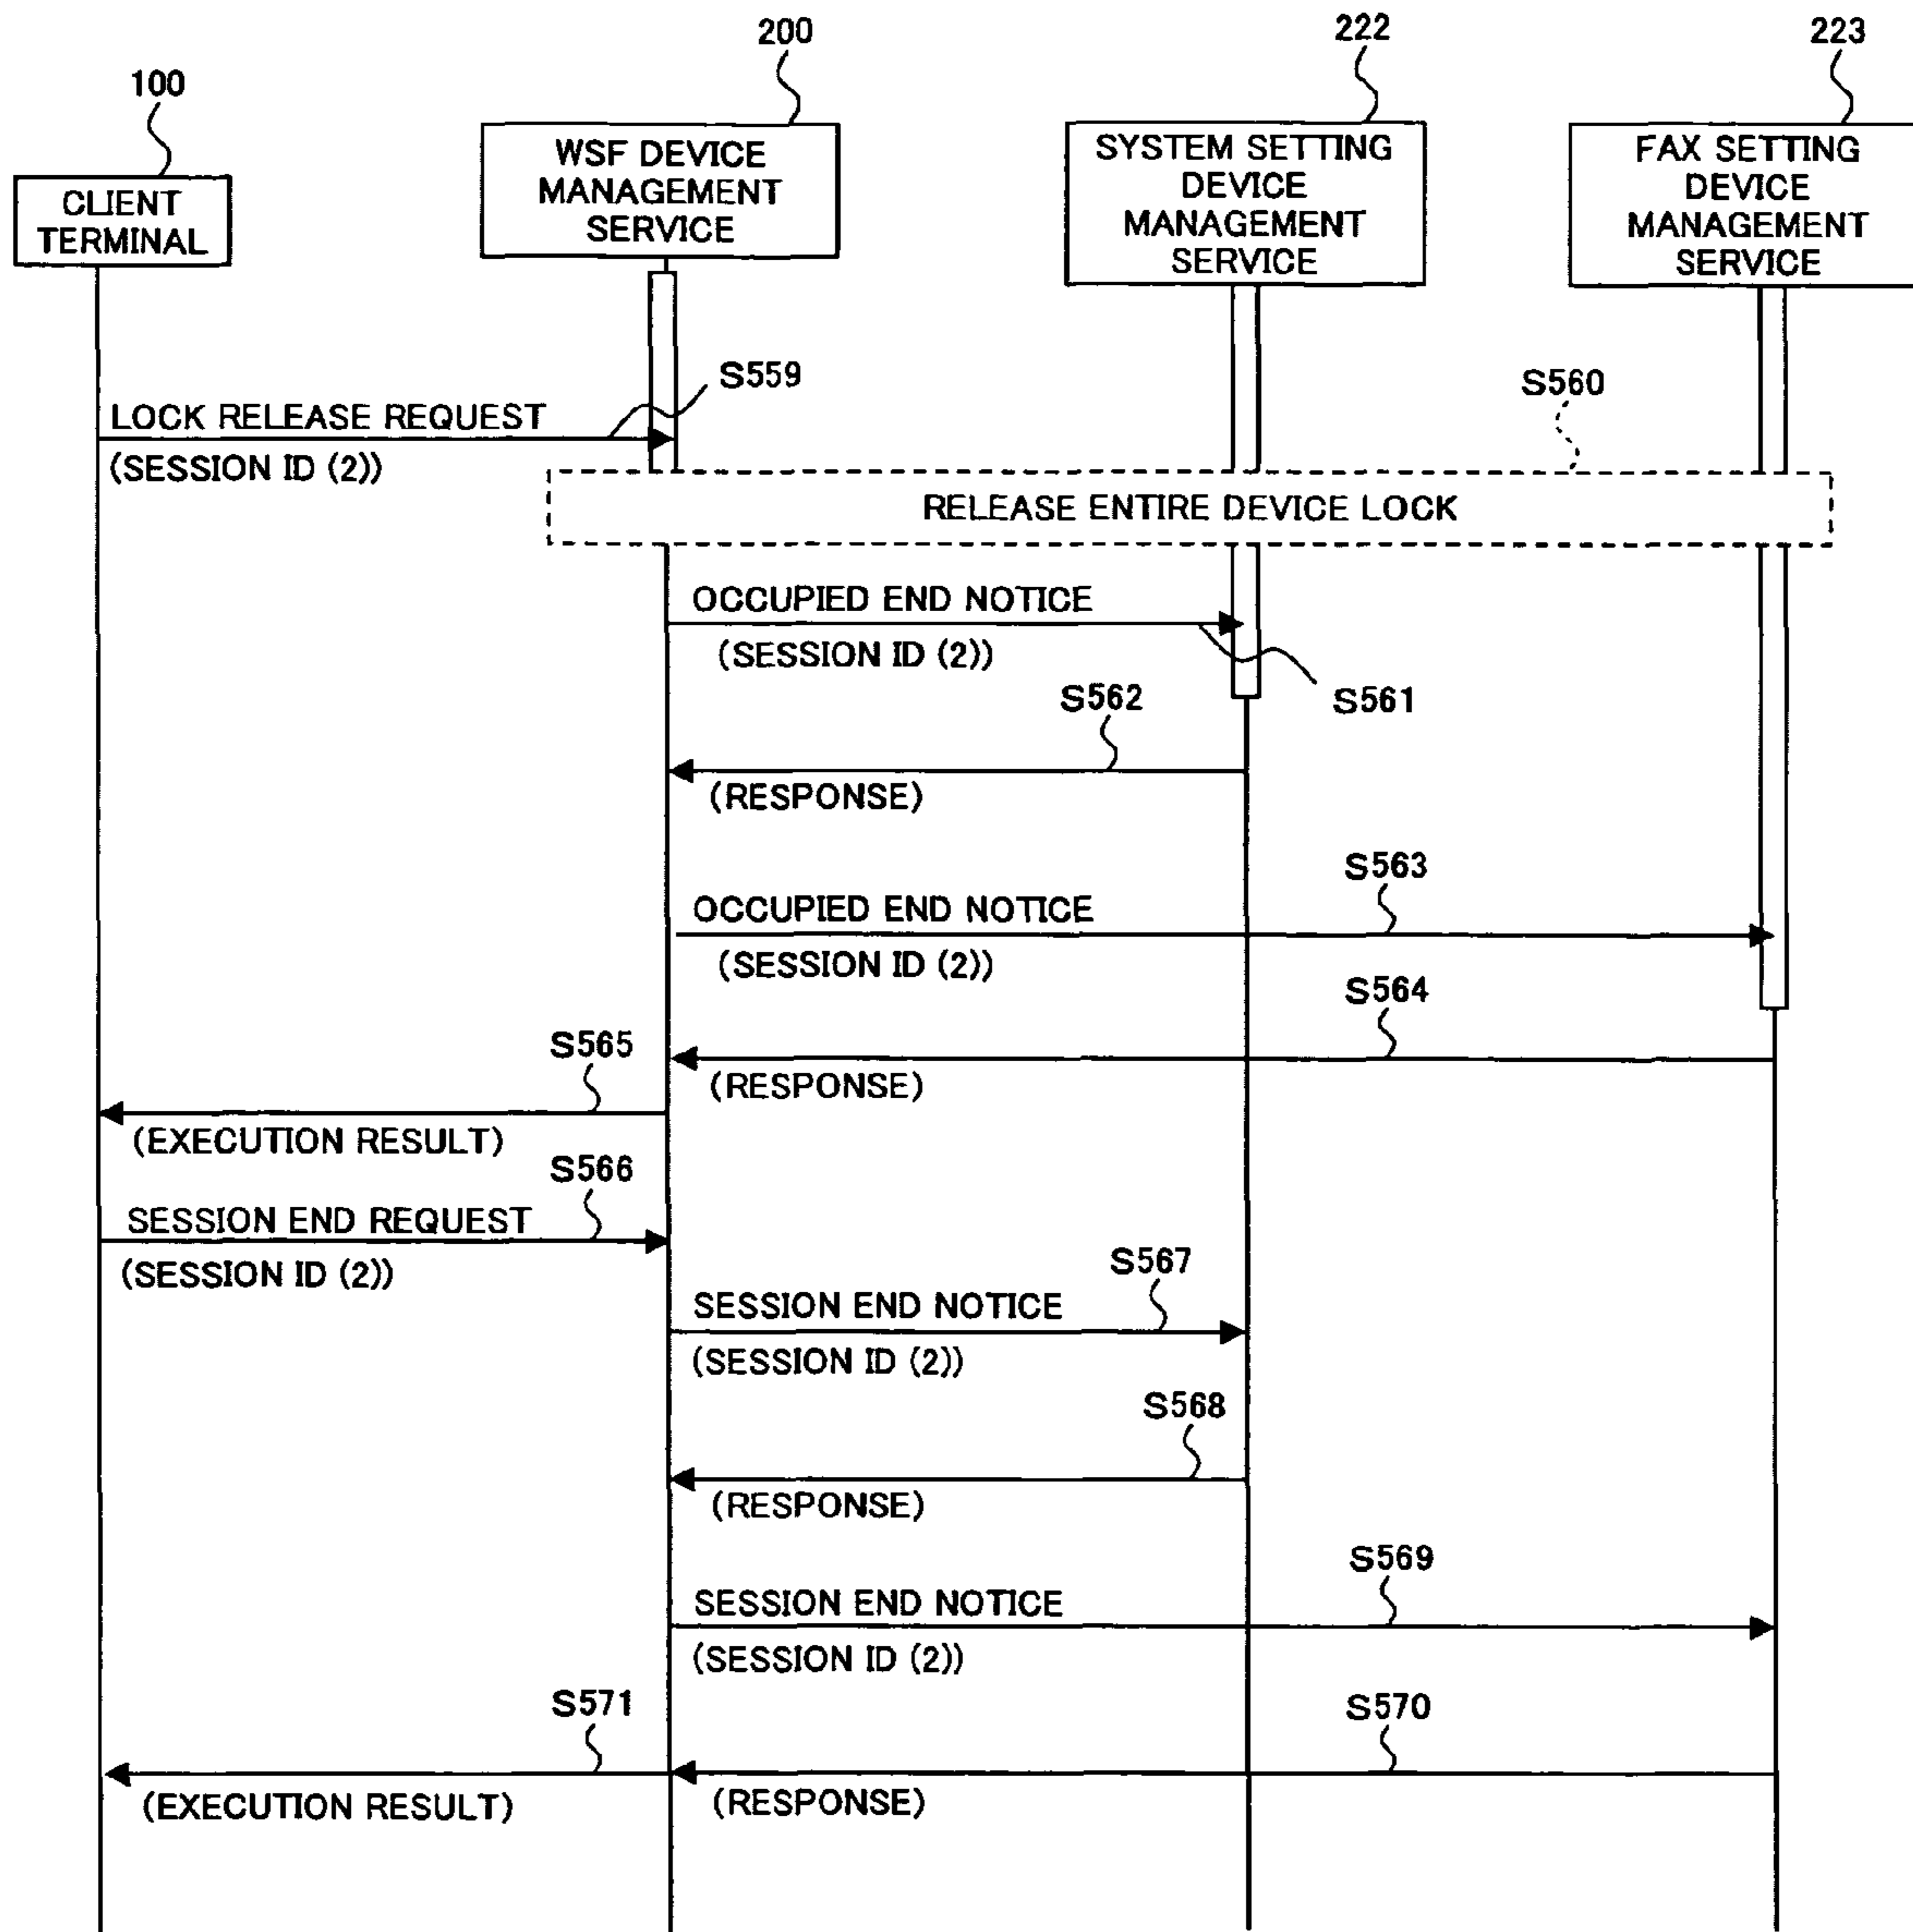 200
222
223
100
CLIENT
TERMINAL
WSF DEVICE
MANAGEMENT
SERVICE
SYSTEM SETTING
DEVICE
MANAGEMENT
SERVICE
FAX SETTING
DEVICE
MANAGEMENT
SERVICE
S559
LOCK RELEASE REQUEST
(SESSION ID (2))
S560
RELEASE ENTIRE DEVICE LOCK
OCCUPIED END NOTICE
(SESSION ID (2))
S561
S562
(RESPONSE)
S563
OCCUPIED END NOTICE
(SESSION ID (2))
S564
(RESPONSE)
S565
(EXECUTION RESULT)
S566
SESSION END REQUEST
(SESSION ID (2))
S567
SESSION END NOTICE
(SESSION ID (2))
S568
(RESPONSE)
S569
SESSION END NOTICE
(SESSION ID (2))
S571
S570
(EXECUTION RESULT)
(RESPONSE)